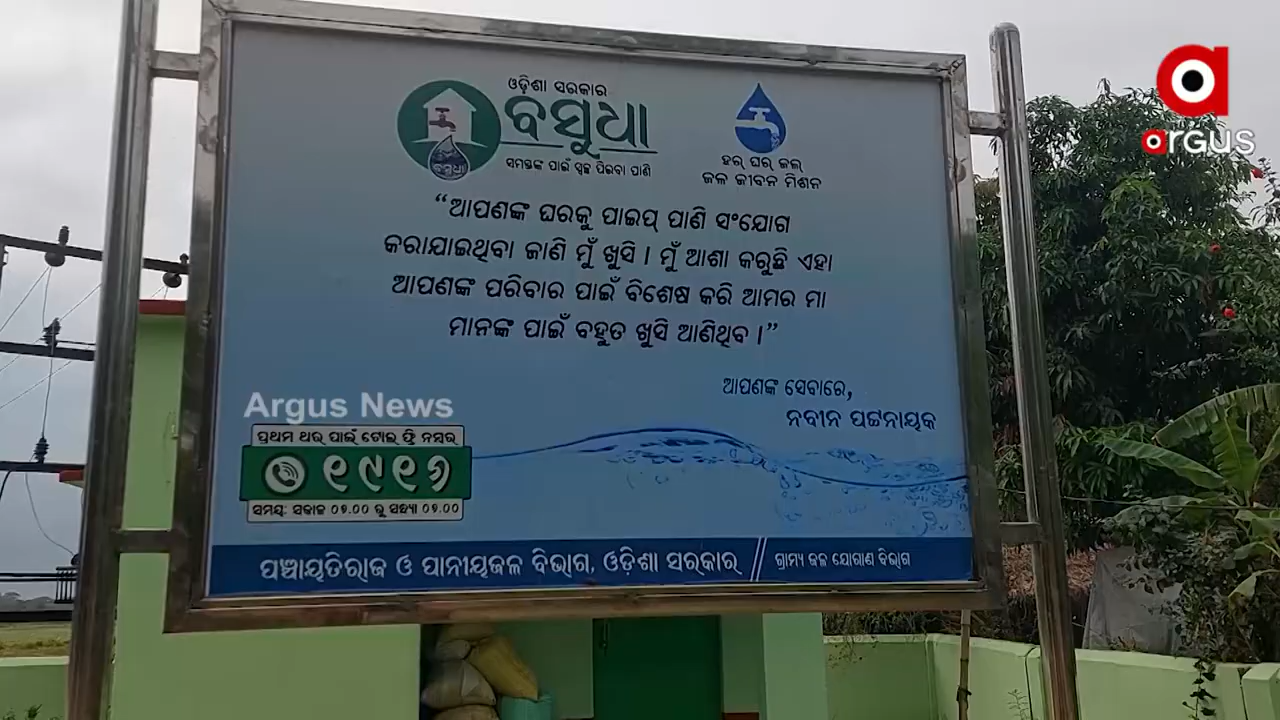 ଓଡ଼ିଶା ସରକାର
ବସୁଧା
ବସୁଧା
ସମସ୍ତଙ୍କ ପାଇଁ ସ୍ୱଚ୍ଛ ପିଇବା ପାଣି
ହର୍ ଘର୍ ଜଲ୍
ଜଳ ଜୀବନ ମିଶନ
argus
“ଆପଣଙ୍କ ଘରକୁ ପାଇପ୍ ପାଣି ସଂଯୋଗ
କରାଯାଇଥିବା ଜାଣି ମୁଁ ଖୁସି । ମୁଁ ଆଶା କରୁଛି ଏହା
ଆପଣଙ୍କ ପରିବାର ପାଇଁ ବିଶେଷ କରି ଆମର ମା
ମାନଙ୍କ ପାଇଁ ବହୁତ ଖୁସି ଆଣିଥିବ ।”
ଆପଣଙ୍କ ସେବାରେ,
ନବୀନ ପଟ୍ଟନାୟକ
Argus News
ପ୍ରଥମ ଥର୍ ପାଇଁ ଟୋଲ୍ ଫ୍ରି ନମ୍ବର
୧୯୧୬
ସମୟ: ସକାଳ ୦୭.୦୦ ରୁ ସନ୍ଧ୍ୟା ୦୭.୦୦
ପଞ୍ଚାୟତିରାଜ ଓ ପାନୀୟଜଳ ବିଭାଗ, ଓଡ଼ିଶା ସରକାର // ଗ୍ରାମ୍ୟ ଜଳ ଯୋଗାଣ ବିଭାଗ